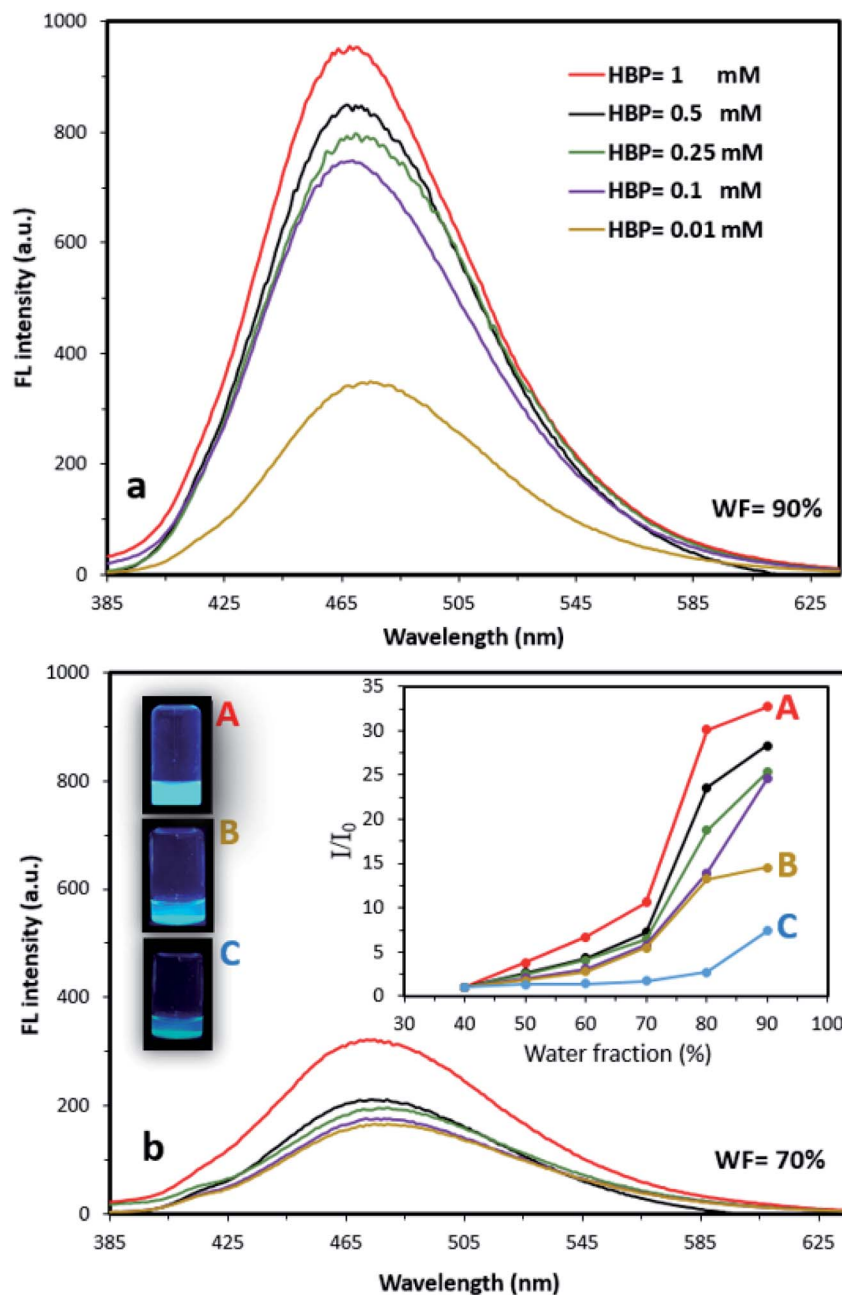 1000
800
600
400
200
0
FL intensity (a.u.)
HBP= 1 mM
HBP= 0.5 mM
HBP= 0.25 mM
HBP= 0.1 mM
HBP= 0.01 mM
a
WF= 90%
385 425 465 505 545 585 625
Wavelength (nm)
1000
800
600
400
200
0
FL intensity (a.u.)
A
B
C
35
30
25
20
15
10
5
0
I/I0
A
B
C
30 40 50 60 70 80 90 100
Water fraction (%)
b
WF= 70%
385 425 465 505 545 585 625
Wavelength (nm)